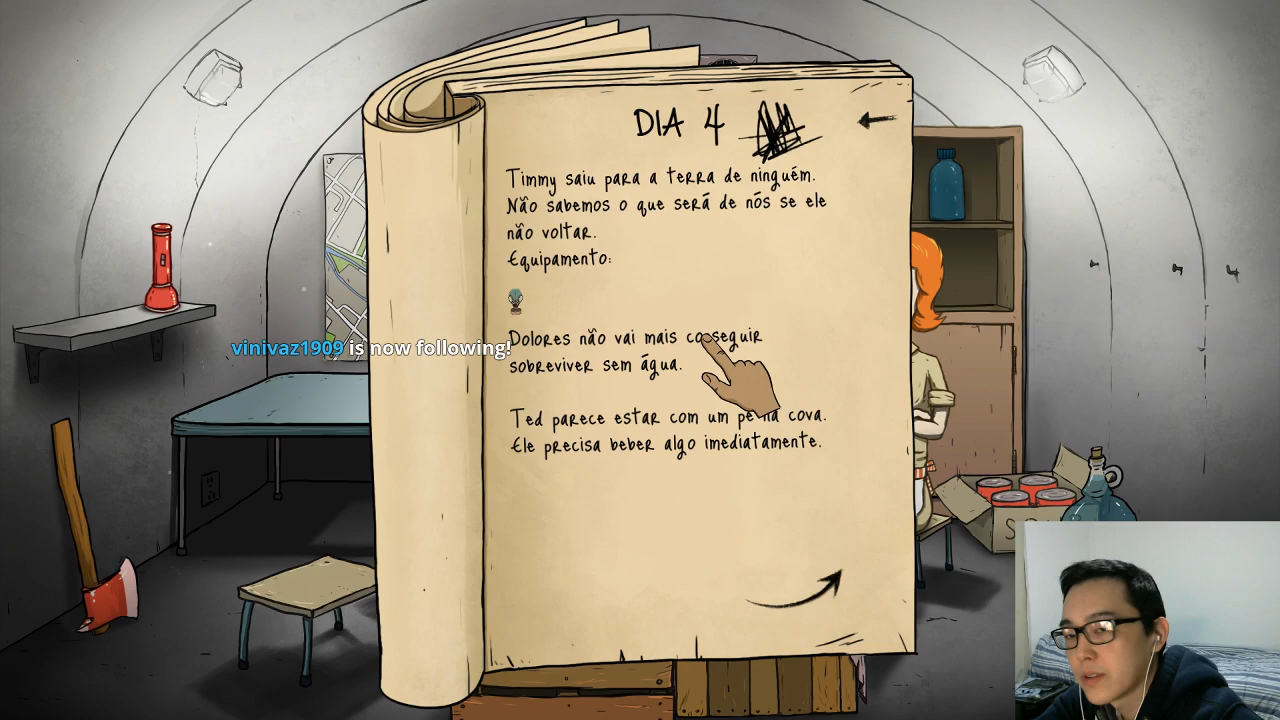 DIA 4
Timmy saiu para a terra de ninguém.
Não sabemos o que será de nós se ele
não voltar.
Equipamento:
vinivaz1909 is now following!
Dolores não vai mais conseguir
sobreviver sem água.
Ted parece estar com um pé na cova.
Ele precisa beber algo imediatamente.